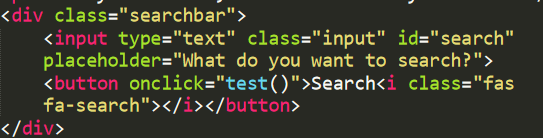 <div class="searchbar">
<input type="text" class="input" id="search"
placeholder="What do you want to search?">
<button onclick="test()">Search<i class="fas
fa-search"></i></button>
</div>